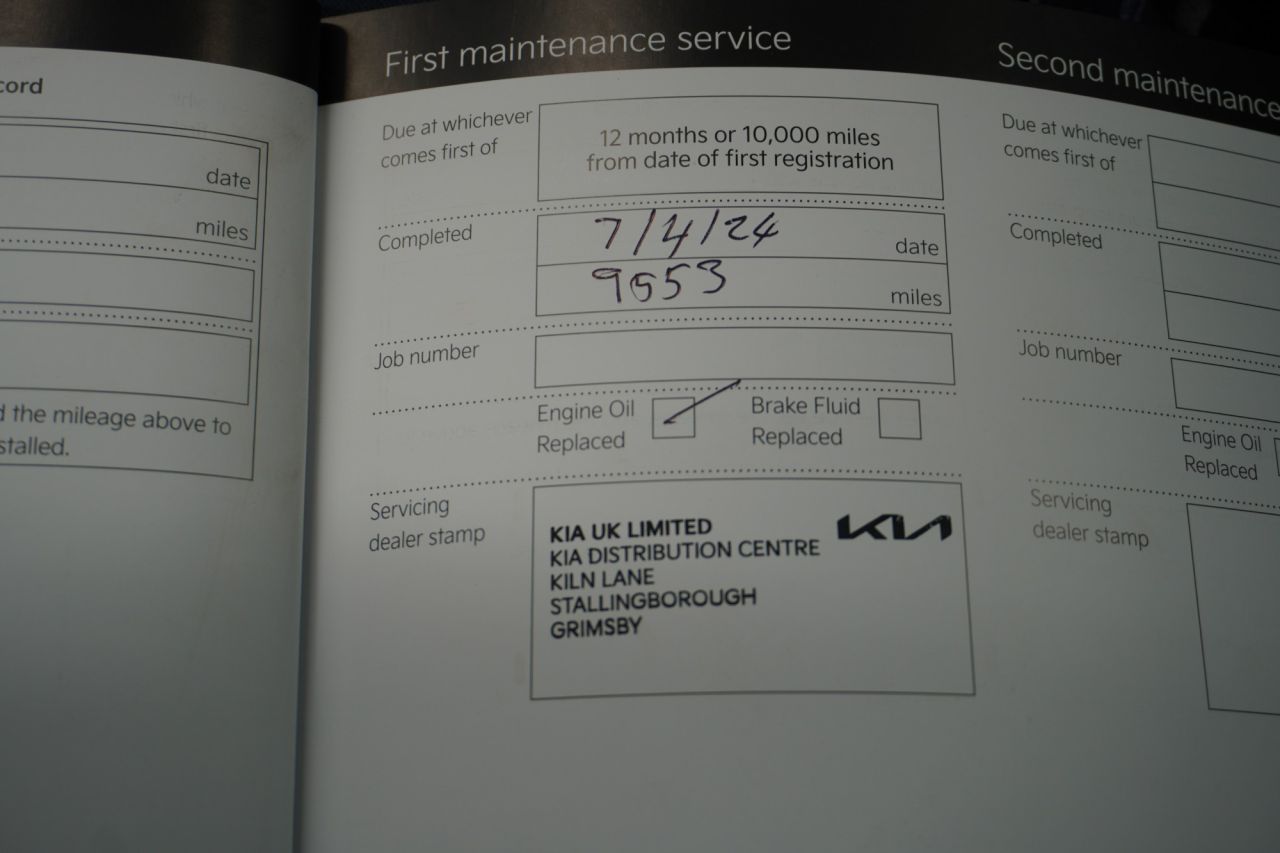 cord
date
miles
d the mileage above to
stalled.
First maintenance service
Due at whichever
comes first of
12 months or 10,000 miles
from date of first registration
Completed
7/4/24
date
9653
miles
Job number
Engine Oil
Replaced
Brake Fluid
Replaced
Servicing
dealer stamp
KIA UK LIMITED
KIA DISTRIBUTION CENTRE
KILN LANE
STALLINGBOROUGH
GRIMSBY
KIA
Second maintenance
Due at whichever
comes first of
Completed
Job number
Engine Oil
Replaced
Servicing
dealer stamp